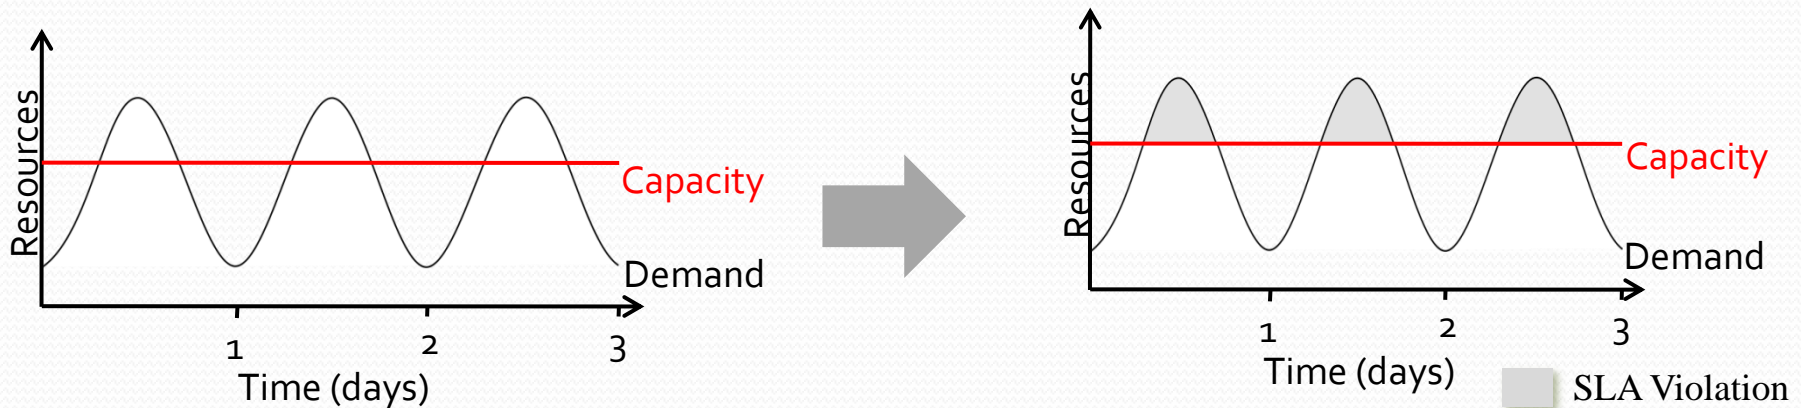 Resources
Capacity
Demand
1 2 3
Time (days)
Resources
Capacity
Demand
1 2 3
Time (days)
SLA Violation